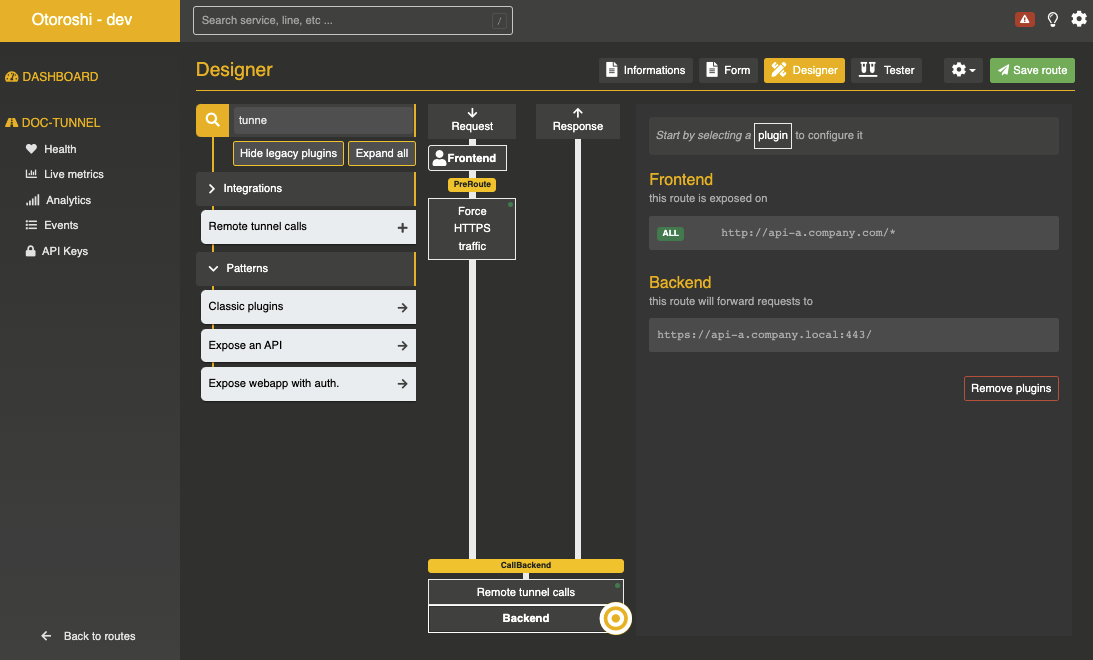 Otoroshi - dev
Search service, line, etc ...
/
DASHBOARD
DOC-TUNNEL
Health
Live metrics
Analytics
Events
API Keys
Back to routes
Designer
Informations
Form
Designer
Tester
Save route
tunne
Hide legacy plugins
Expand all
Integrations
Remote tunnel calls
Patterns
Classic plugins
Expose an API
Expose webapp with auth.
Request
Response
Frontend
PreRoute
Force
HTTPS
traffic
CallBackend
Remote tunnel calls
Backend
Start by selecting a plugin to configure it
Frontend
this route is exposed on
ALL http://api-a.company.com/*
Backend
this route will forward requests to
https://api-a.company.local:443/
Remove plugins